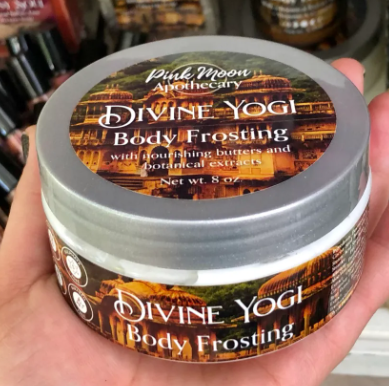 Pink Moon
Apothecary
DIVINE YOGI
Body Frosting
with nourishing butters and
botanical extracts
Net wt. 8 oz
DIVINE YOGI
Body Frosting